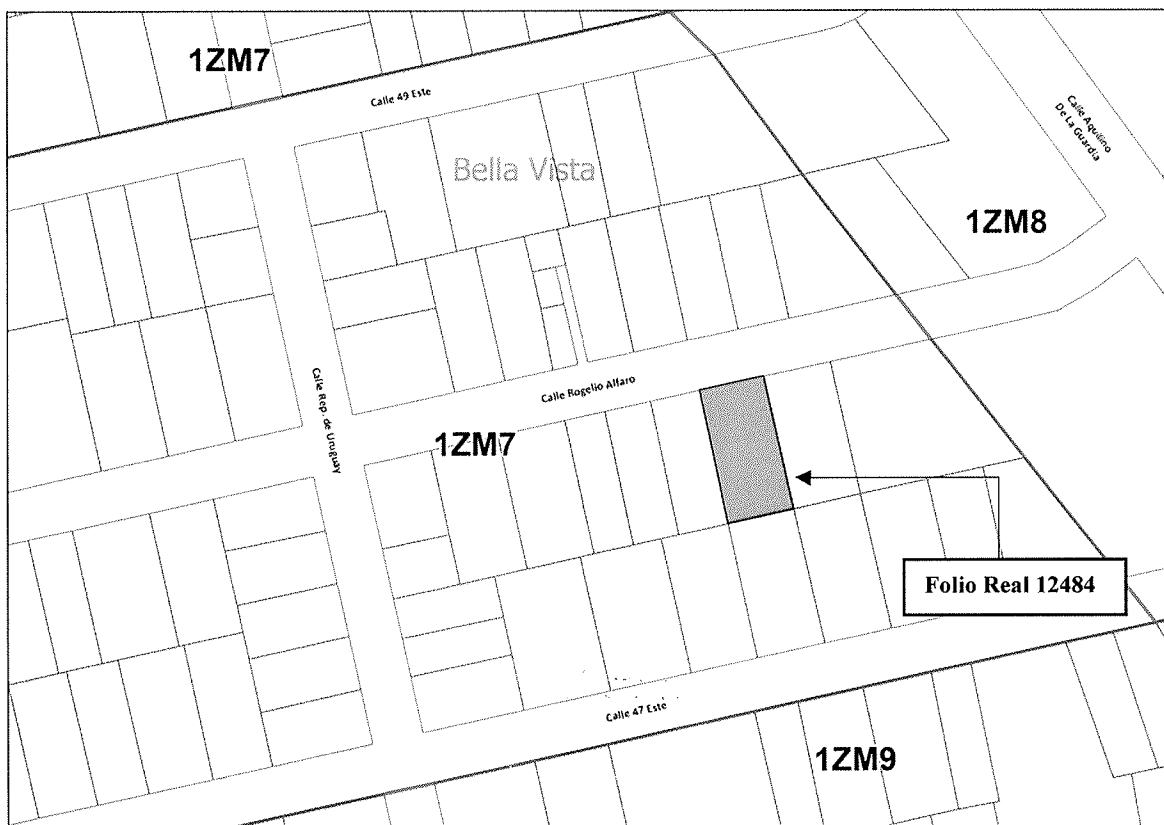 1ZM7
Calle 49 Este
Calle Aquilino
De La Guardia
Bella Vista
1ZM8
Calle Rep. de Uruguay
Calle Rogelio Alfaro
1ZM7
Folio Real 12484
Calle 47 Este
1ZM9